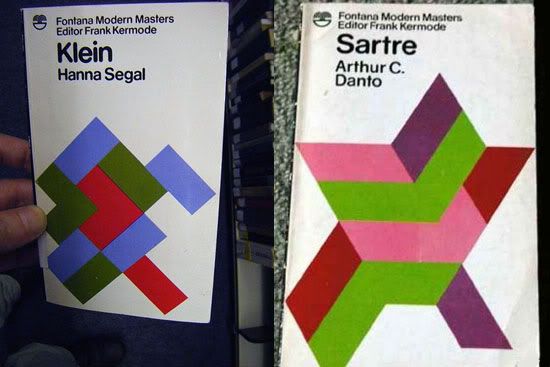 Fontana Modern Masters
Editor Frank Kermode
Klein
Hanna Segal
Fontana Modern Masters
Editor Frank Kermode
Sartre
Arthur C.
Danto